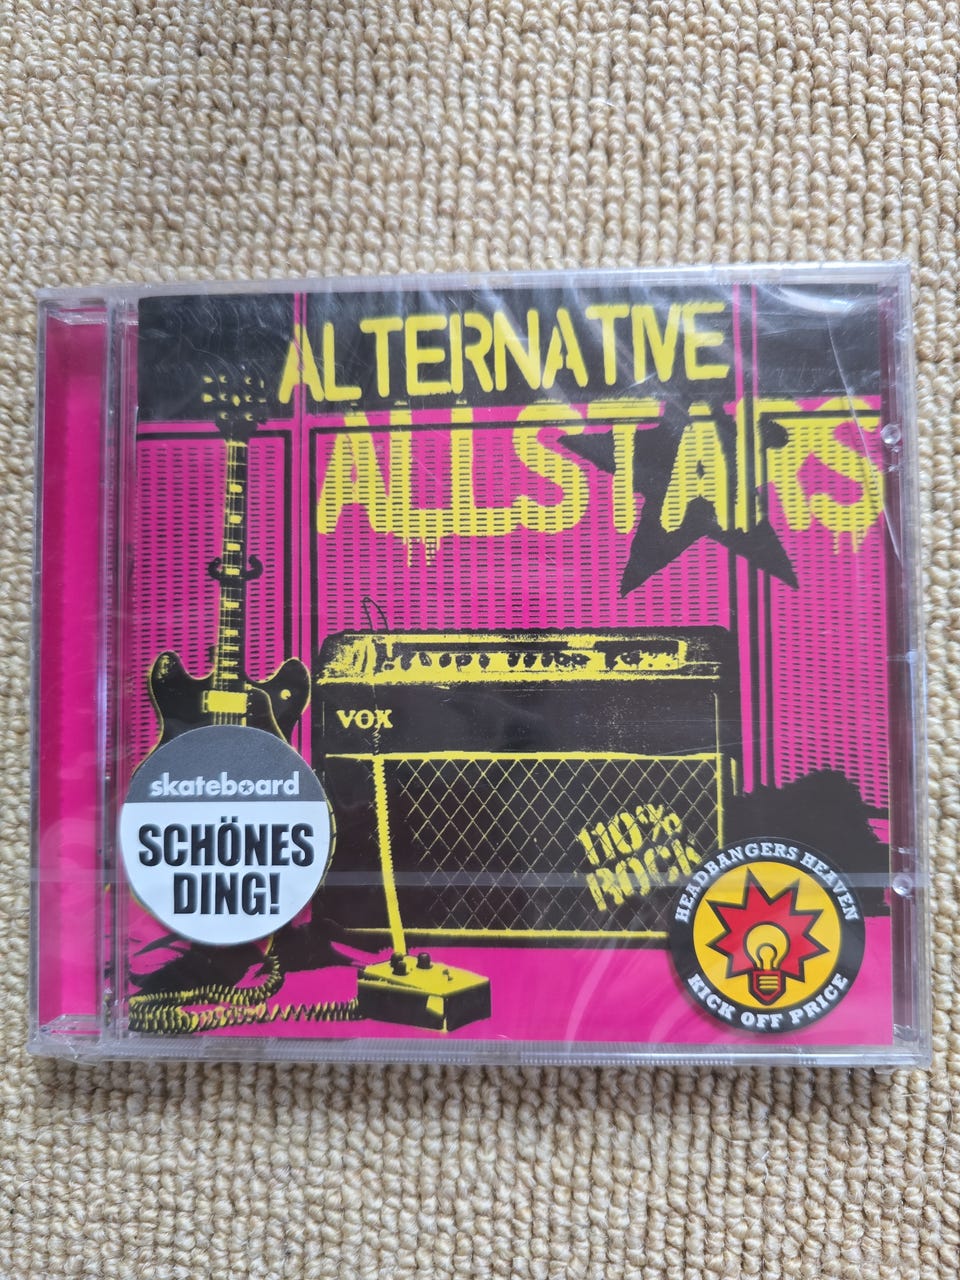 ALTERNATIVE
ALLSTARS
VOX
110%
ROCK
skateboard
SCHÖNES
DING!
HEADBANGERS HEAVEN
KICK OFF PRICE